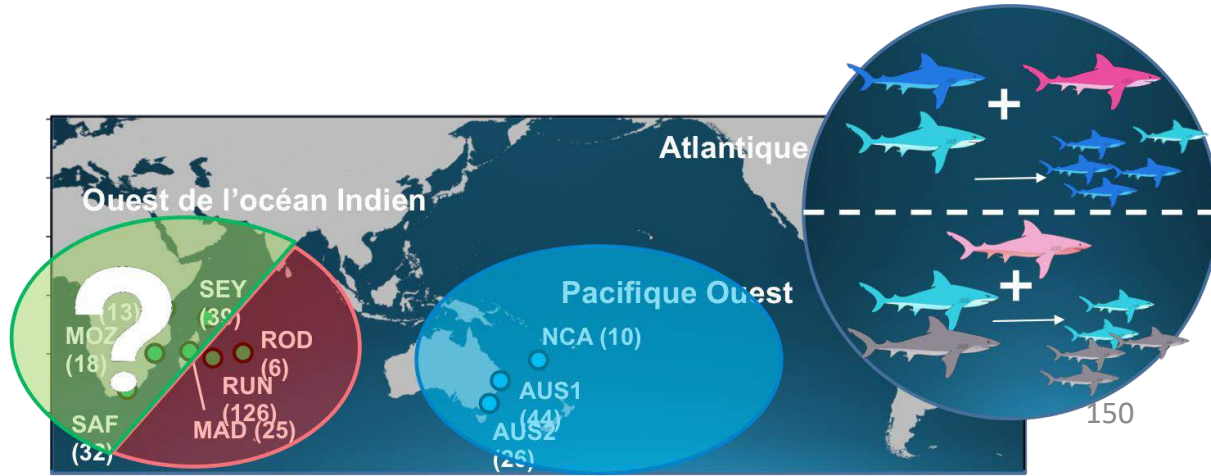 Atlantique
Ouest de l’océan Indien
Pacifique Ouest
?
(13)
SEY
(39)
MOZ
(18)
ROD
(6)
RUN
(126)
MAD (25)
SAF
(32)
NCA (10)
AUS1
(44)
AUS2
(26)
+
+
150